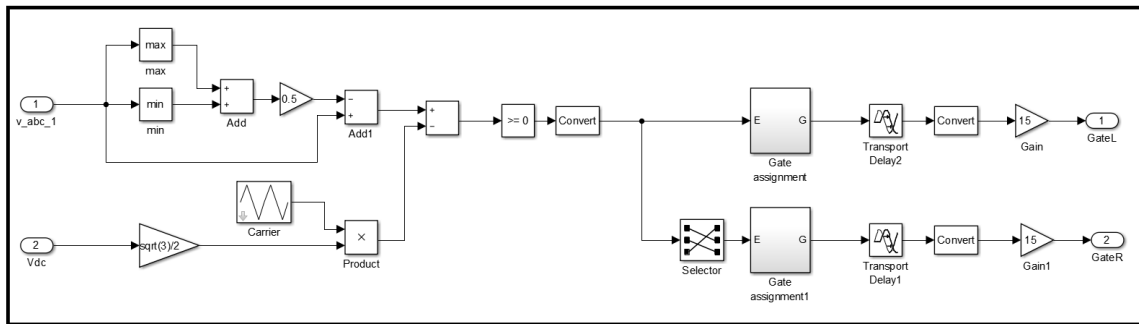 max
max
min
min
1
v_abc_1
+
+
Add
0.5
−
+
Add1
+
−
>= 0
Convert
E
G
Gate
assignment
Transport
Delay2
Convert
15
Gain
1
GateL
2
Vdc
sqrt(3)/2
Carrier
×
Product
Selector
E
G
Gate
assignment1
Transport
Delay1
Convert
15
Gain1
2
GateR